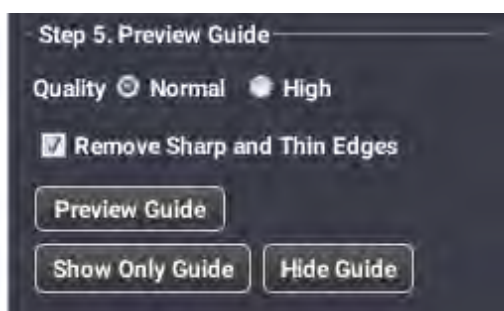 Step 5. Preview Guide
Quality Normal High
Remove Sharp and Thin Edges
Preview Guide
Show Only Guide Hide Guide